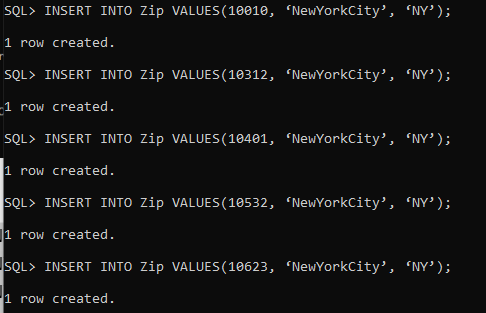 SQL> INSERT INTO Zip VALUES(10010, ‘NewYorkCity’, ‘NY’);
1 row created.
SQL> INSERT INTO Zip VALUES(10312, ‘NewYorkCity’, ‘NY’);
1 row created.
SQL> INSERT INTO Zip VALUES(10401, ‘NewYorkCity’, ‘NY’);
1 row created.
SQL> INSERT INTO Zip VALUES(10532, ‘NewYorkCity’, ‘NY’);
1 row created.
SQL> INSERT INTO Zip VALUES(10623, ‘NewYorkCity’, ‘NY’);
1 row created.